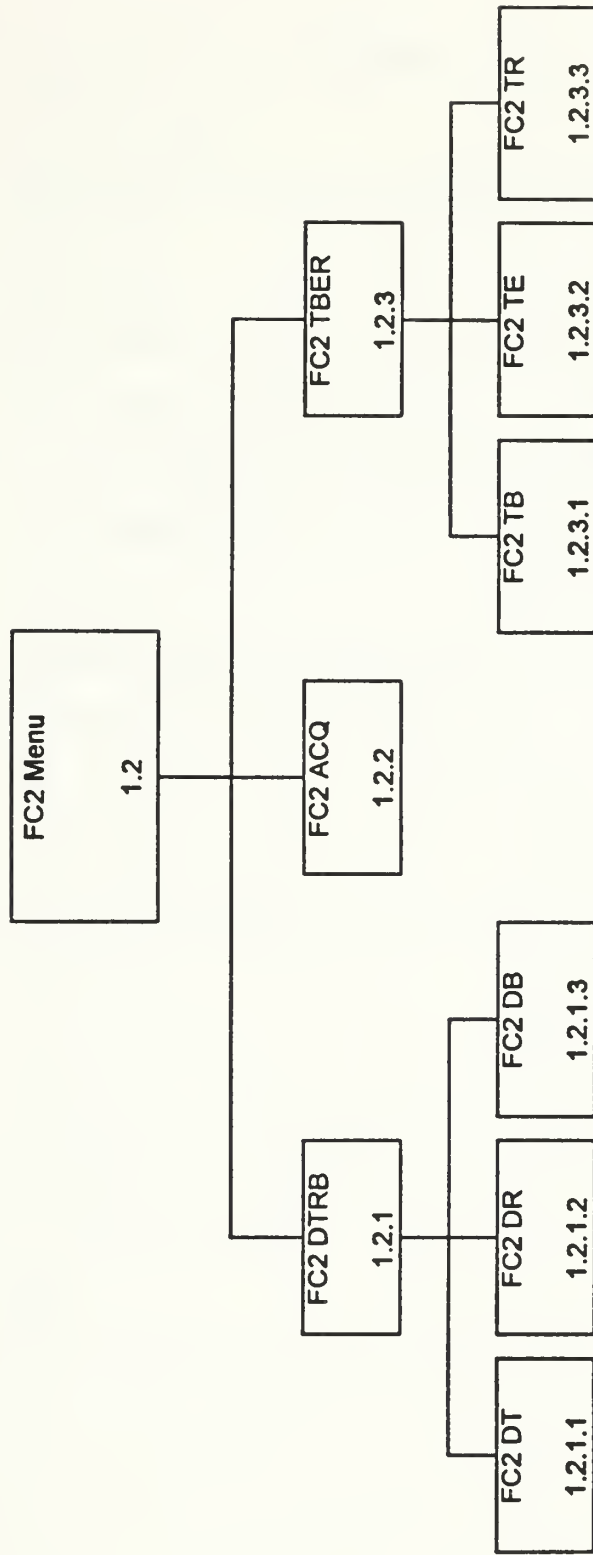 FC2 Menu
1.2
FC2 DTRB
1.2.1
FC2 ACQ
1.2.2
FC2 TBER
1.2.3
FC2 DT
1.2.1.1
FC2 DR
1.2.1.2
FC2 DB
1.2.1.3
FC2 TB
1.2.3.1
FC2 TE
1.2.3.2
FC2 TR
1.2.3.3